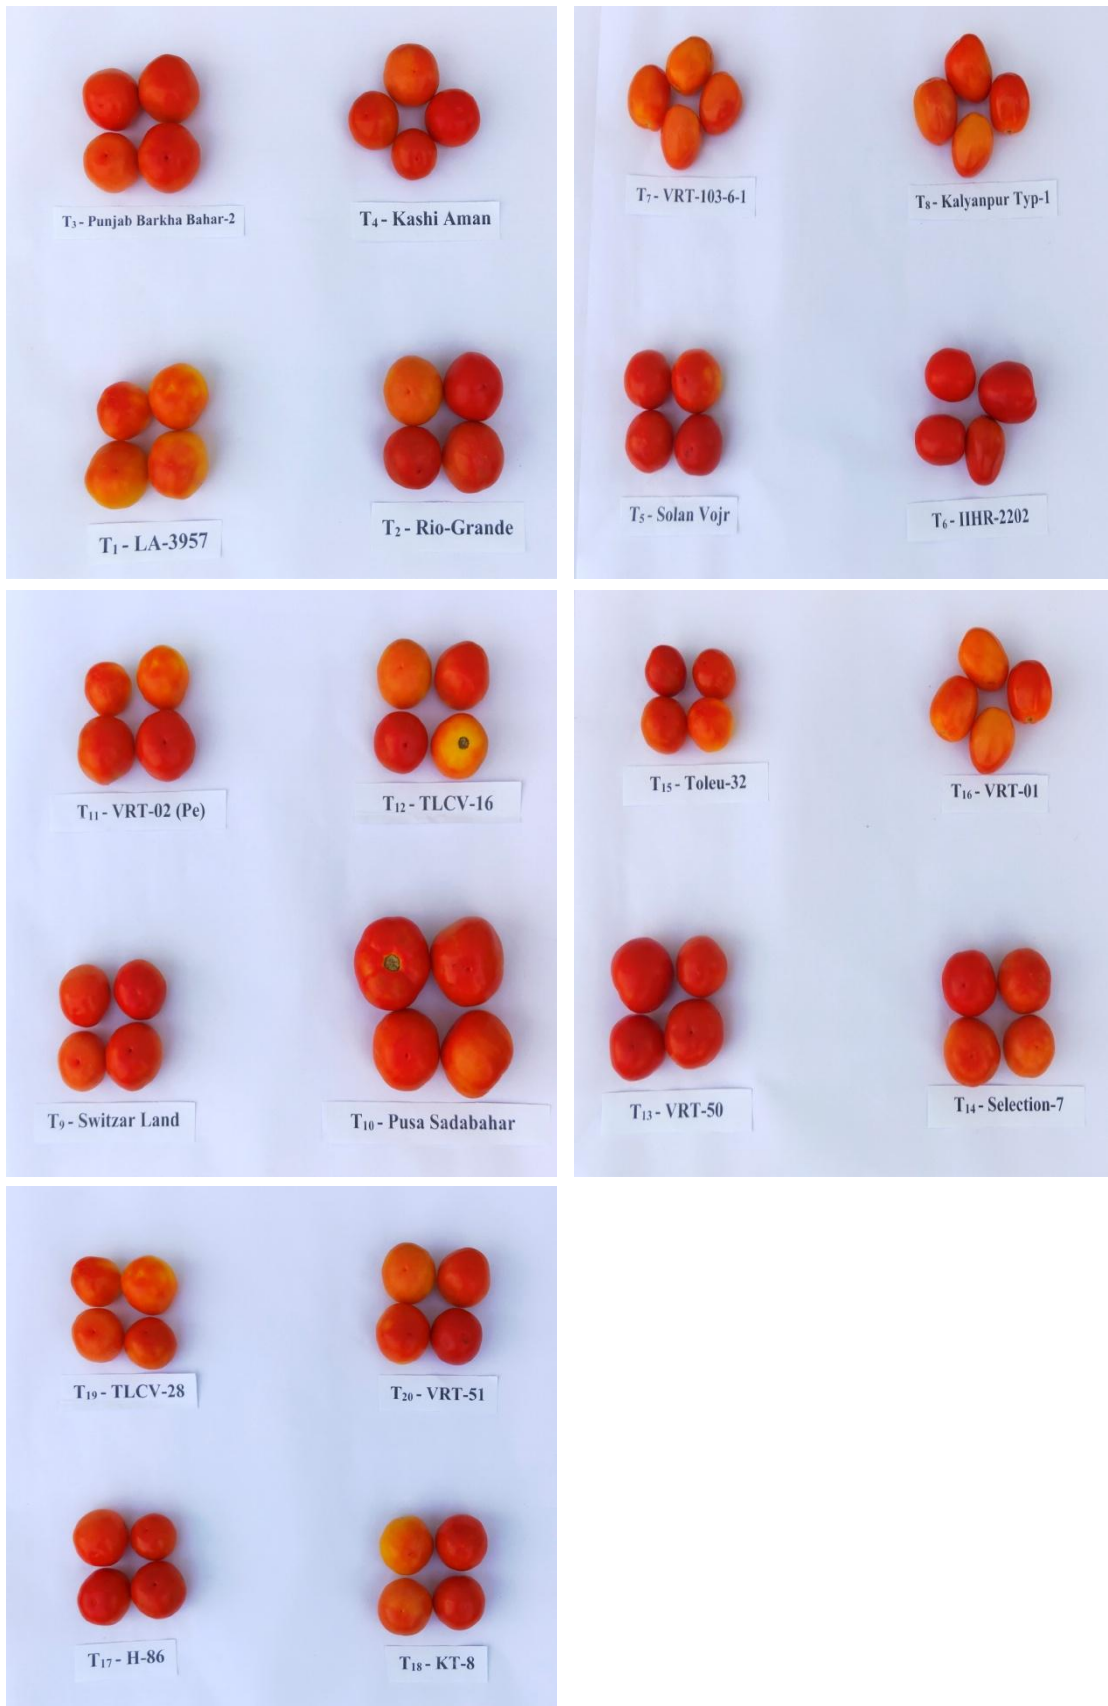 T₃ - Punjab Barkha Bahar-2
T₄ - Kashi Aman
T₁ - LA-3957
T₂ - Rio-Grande
T₇ - VRT-103-6-1
T₈ - Kalyanpur Typ-1
T₅ - Solan Vojr
T₆ - IIHR-2202
T₁₁ - VRT-02 (Pe)
T₁₂ - TLCV-16
T₉ - Switzar Land
T₁₀ - Pusa Sadabahar
T₁₅ - Toleu-32
T₁₆ - VRT-01
T₁₃ - VRT-50
T₁₄ - Selection-7
T₁₉ - TLCV-28
T₂₀ - VRT-51
T₁₇ - H-86
T₁₈ - KT-8